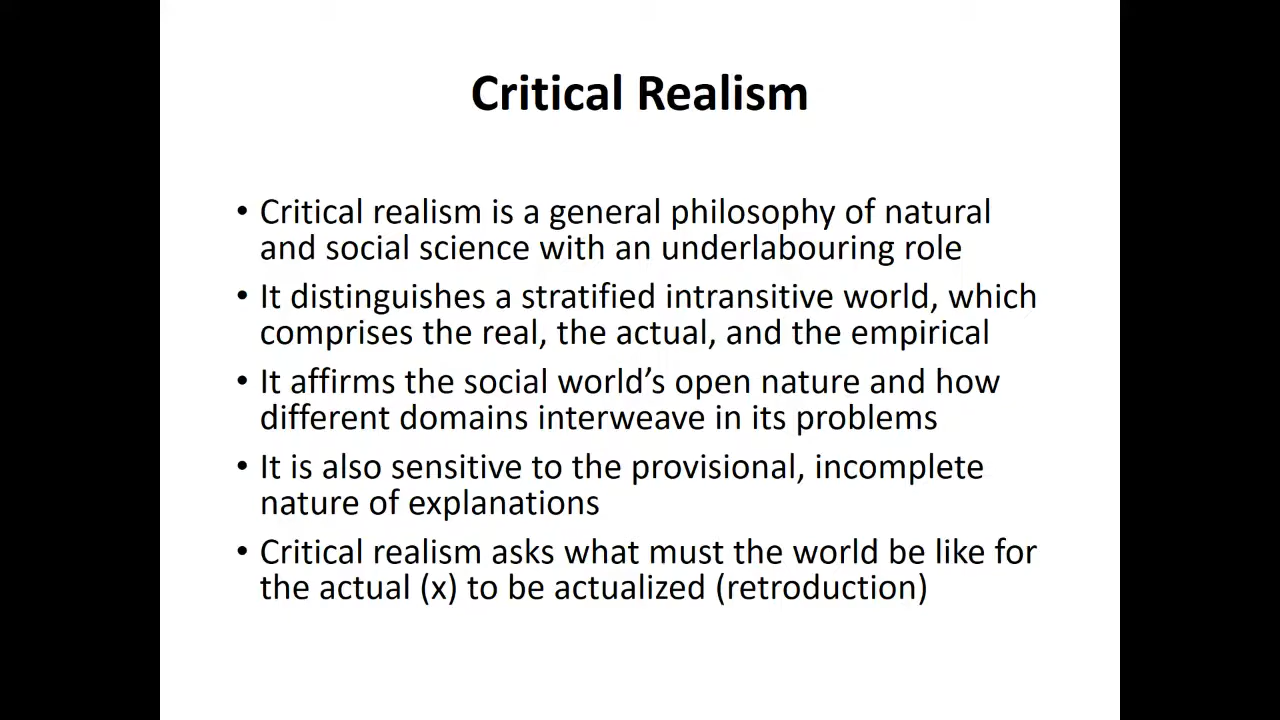 Critical Realism
• Critical realism is a general philosophy of natural
and social science with an underlabouring role
• It distinguishes a stratified intransitive world, which
comprises the real, the actual, and the empirical
• It affirms the social world’s open nature and how
different domains interweave in its problems
• It is also sensitive to the provisional, incomplete
nature of explanations
• Critical realism asks what must the world be like for
the actual (x) to be actualized (retroduction)